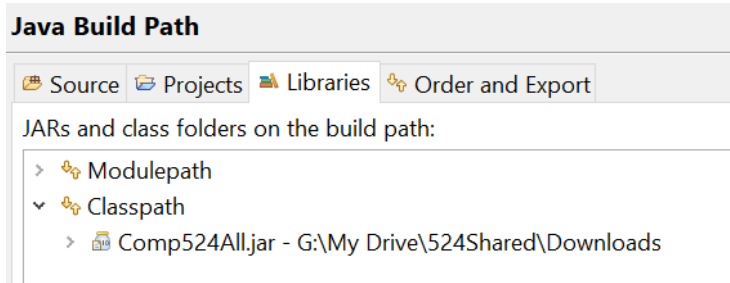 Java Build Path
Source Projects Libraries Order and Export
JARs and class folders on the build path:
Modulepath
Classpath
Comp524All.jar - G:\My Drive\524Shared\Downloads